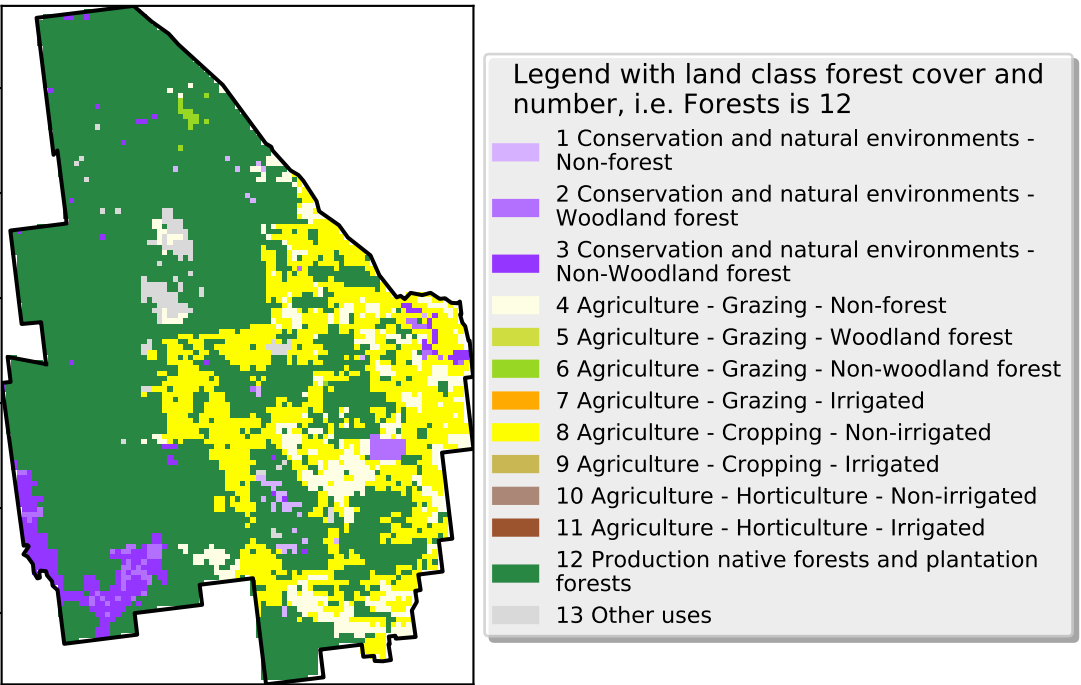 Legend with land class forest cover and
number, i.e. Forests is 12
1 Conservation and natural environments -
Non-forest
2 Conservation and natural environments -
Woodland forest
3 Conservation and natural environments -
Non-Woodland forest
4 Agriculture - Grazing - Non-forest
5 Agriculture - Grazing - Woodland forest
6 Agriculture - Grazing - Non-woodland forest
7 Agriculture - Grazing - Irrigated
8 Agriculture - Cropping - Non-irrigated
9 Agriculture - Cropping - Irrigated
10 Agriculture - Horticulture - Non-irrigated
11 Agriculture - Horticulture - Irrigated
12 Production native forests and plantation
forests
13 Other uses